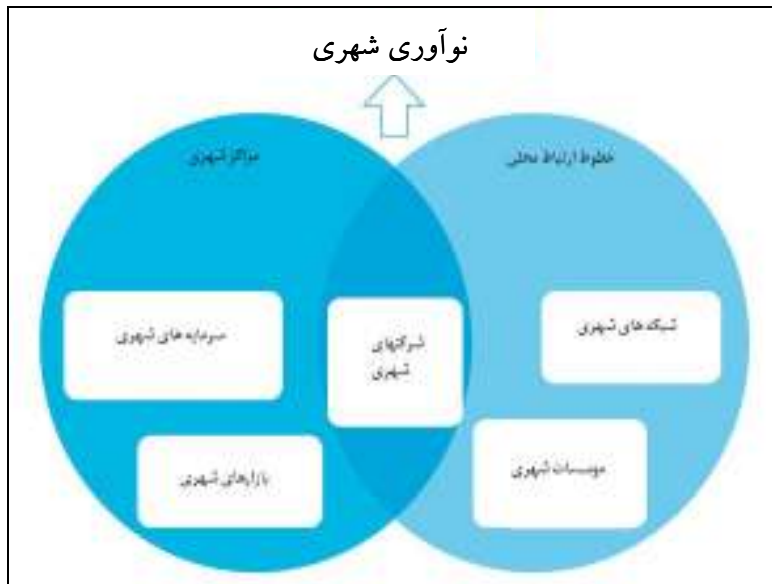 نوآوری شهری
خطوط ارتباط محلی
مراکز شهری
شبکه های شهری
سرمایه های شهری
شرکتهای
شهری
موسسات شهری
بازارهای شهری